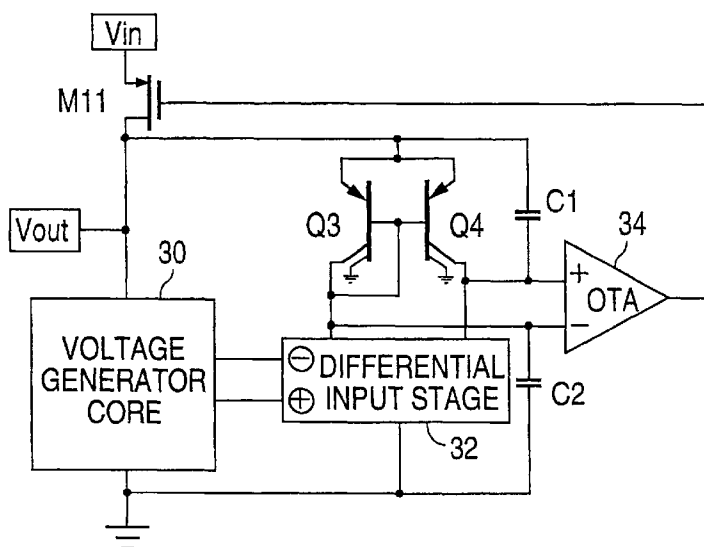 Vin
M11
Q3
Q4
C1
Vout
30
34
+
OTA
−
VOLTAGE
GENERATOR
CORE
−
+
DIFFERENTIAL
INPUT STAGE
C2
32